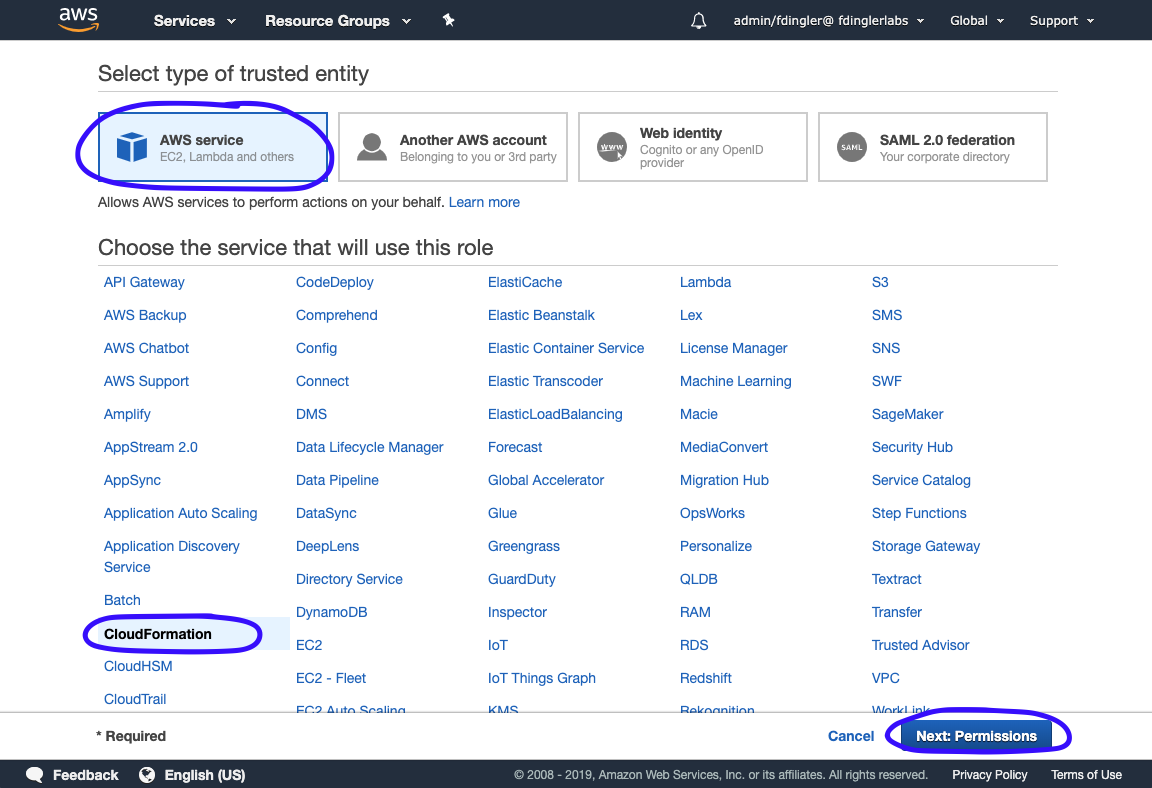 aws Services Resource Groups admin/fdingler@ fdinglerlabs Global Support
Select type of trusted entity
AWS service
EC2, Lambda and others
Another AWS account
Belonging to you or 3rd party
www
Web identity
Cognito or any OpenID
provider
SAML
SAML 2.0 federation
Your corporate directory
Allows AWS services to perform actions on your behalf. Learn more
Choose the service that will use this role
API Gateway
AWS Backup
AWS Chatbot
AWS Support
Amplify
AppStream 2.0
AppSync
Application Auto Scaling
Application Discovery
Service
Batch
CloudFormation
CloudHSM
CloudTrail
CodeDeploy
Comprehend
Config
Connect
DMS
Data Lifecycle Manager
Data Pipeline
DataSync
DeepLens
Directory Service
DynamoDB
EC2
EC2 - Fleet
EC2 Auto Scaling
ElastiCache
Elastic Beanstalk
Elastic Container Service
Elastic Transcoder
ElasticLoadBalancing
Forecast
Global Accelerator
Glue
Greengrass
GuardDuty
Inspector
IoT
IoT Things Graph
KMS
Lambda
Lex
License Manager
Machine Learning
Macie
MediaConvert
Migration Hub
OpsWorks
Personalize
QLDB
RAM
RDS
Redshift
Rekognition
S3
SMS
SNS
SWF
SageMaker
Security Hub
Service Catalog
Step Functions
Storage Gateway
Textract
Transfer
Trusted Advisor
VPC
WorkLink
* Required Cancel Next: Permissions
Feedback English (US) © 2008 - 2019, Amazon Web Services, Inc. or its affiliates. All rights reserved. Privacy Policy Terms of Use